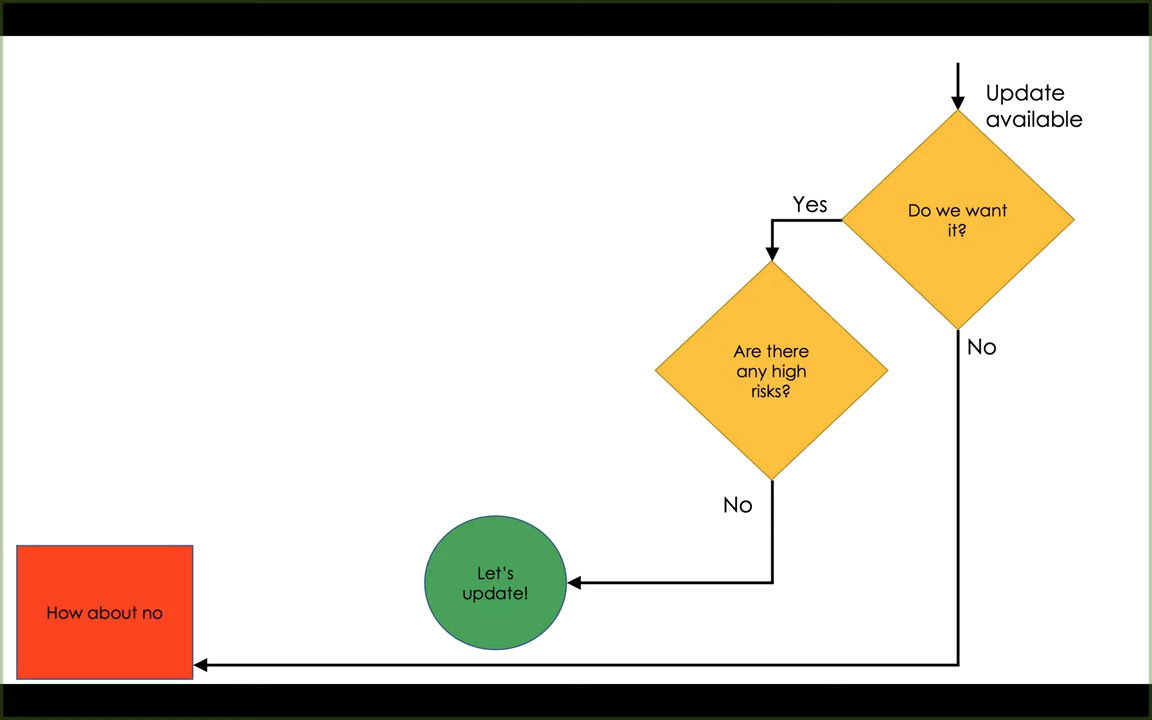 Update
available
Do we want
it?
Yes
No
Are there
any high
risks?
No
Let's
update!
How about no